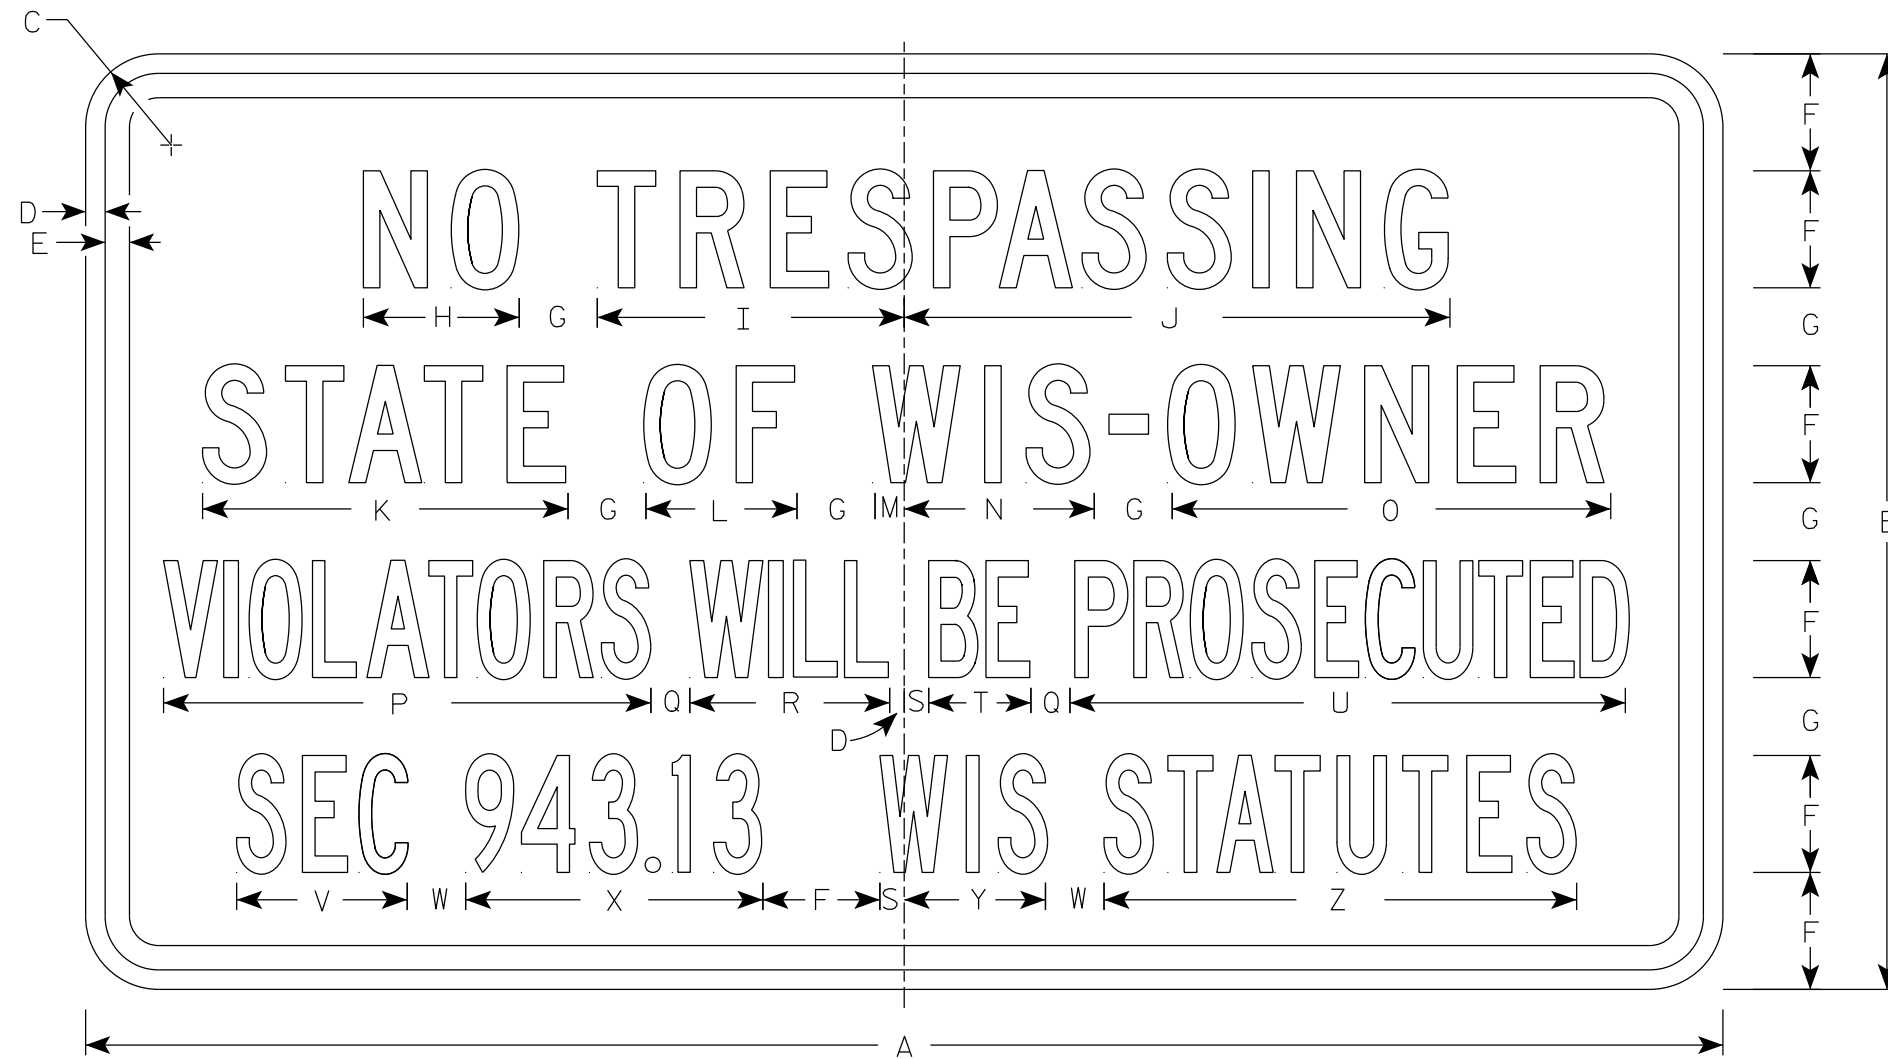 C
F
NO TRESPASSING
D
E
F
H G I J
G
STATE OF WIS-OWNER
F
K G L G M N G O
G
VIOLATORS WILL BE PROSECUTED
F
P Q R S T Q U
D
G
SEC 943.13 WIS STATUTES
F
V W X F S Y W Z
F
A